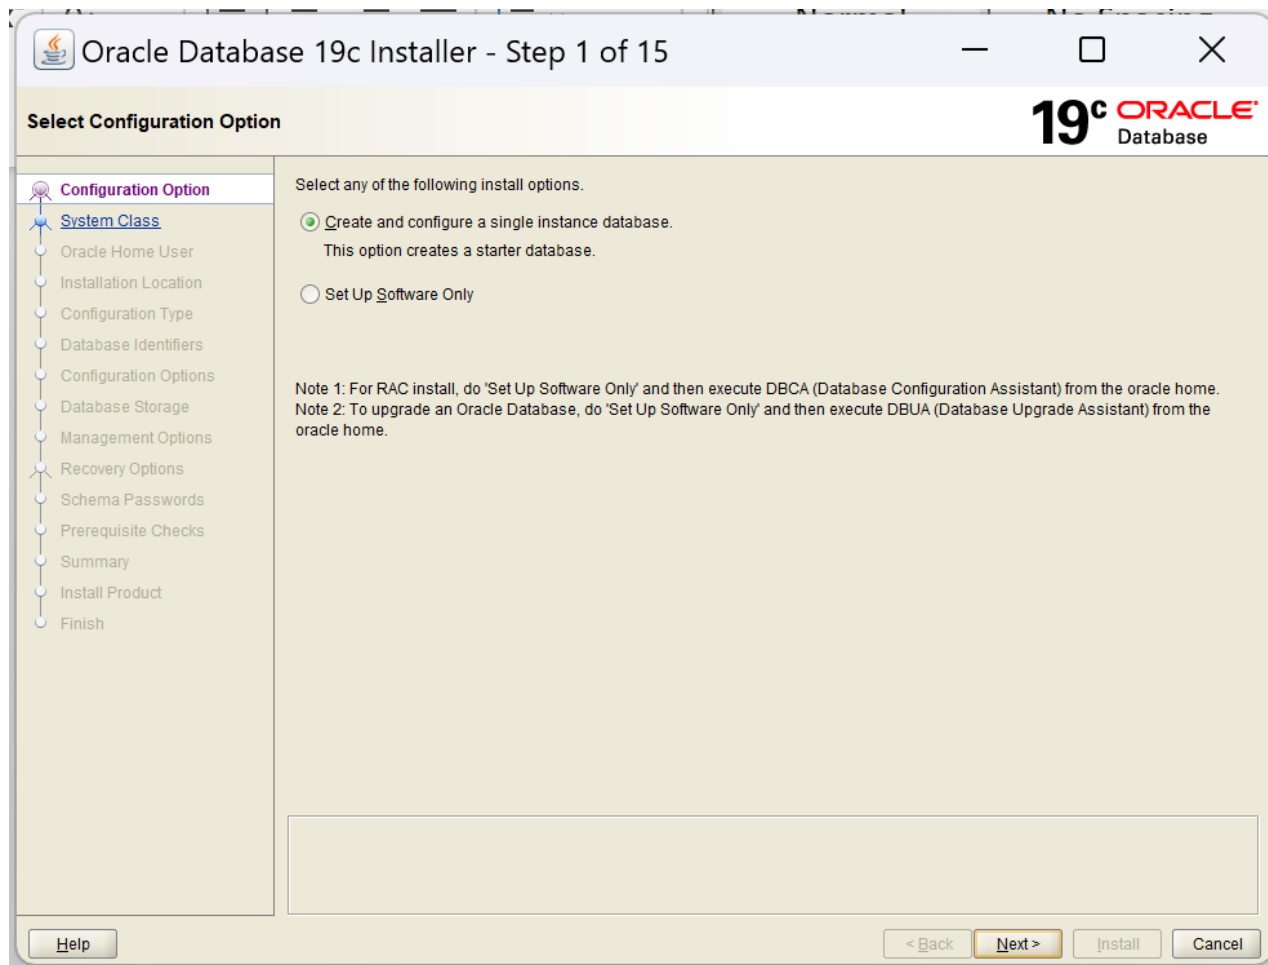 Oracle Database 19c Installer - Step 1 of 15
Select Configuration Option
19c ORACLE
Database
Configuration Option
System Class
Oracle Home User
Installation Location
Configuration Type
Database Identifiers
Configuration Options
Database Storage
Management Options
Recovery Options
Schema Passwords
Prerequisite Checks
Summary
Install Product
Finish
Select any of the following install options.
Create and configure a single instance database.
This option creates a starter database.
Set Up Software Only
Note 1: For RAC install, do 'Set Up Software Only' and then execute DBCA (Database Configuration Assistant) from the oracle home.
Note 2: To upgrade an Oracle Database, do 'Set Up Software Only' and then execute DBUA (Database Upgrade Assistant) from the
oracle home.
Help
< Back
Next >
Install
Cancel